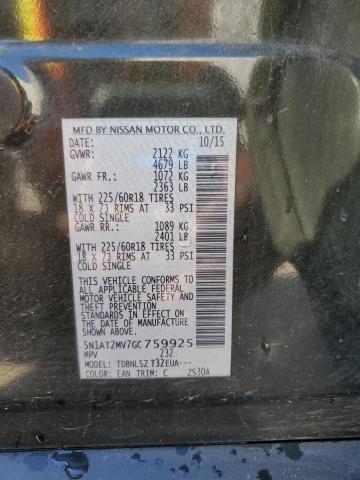 MFD BY NISSAN MOTOR CO., LTD.
DATE: 10/15
GVWR: 2122 KG
4679 LB
GAWR FR.: 1072 KG
2363 LB
WITH 225/60R18 TIRES
18 X 7J RIMS AT 33 PSI
COLD SINGLE
GAWR RR.: 1089 KG
2401 LB
WITH 225/60R18 TIRES
18 X 7J RIMS AT 33 PSI
COLD SINGLE
THIS VEHICLE CONFORMS TO
ALL APPLICABLE FEDERAL MOTOR
VEHICLE SAFETY STANDARDS IN
EFFECT ON THE DATE OF
MANUFACTURE SHOWN ABOVE.
5N1AT2MV7GC759925
MPV 232
MODEL: TDBNLSZ T32EUA---
COLOR: EAN TRIM: C ZS30A